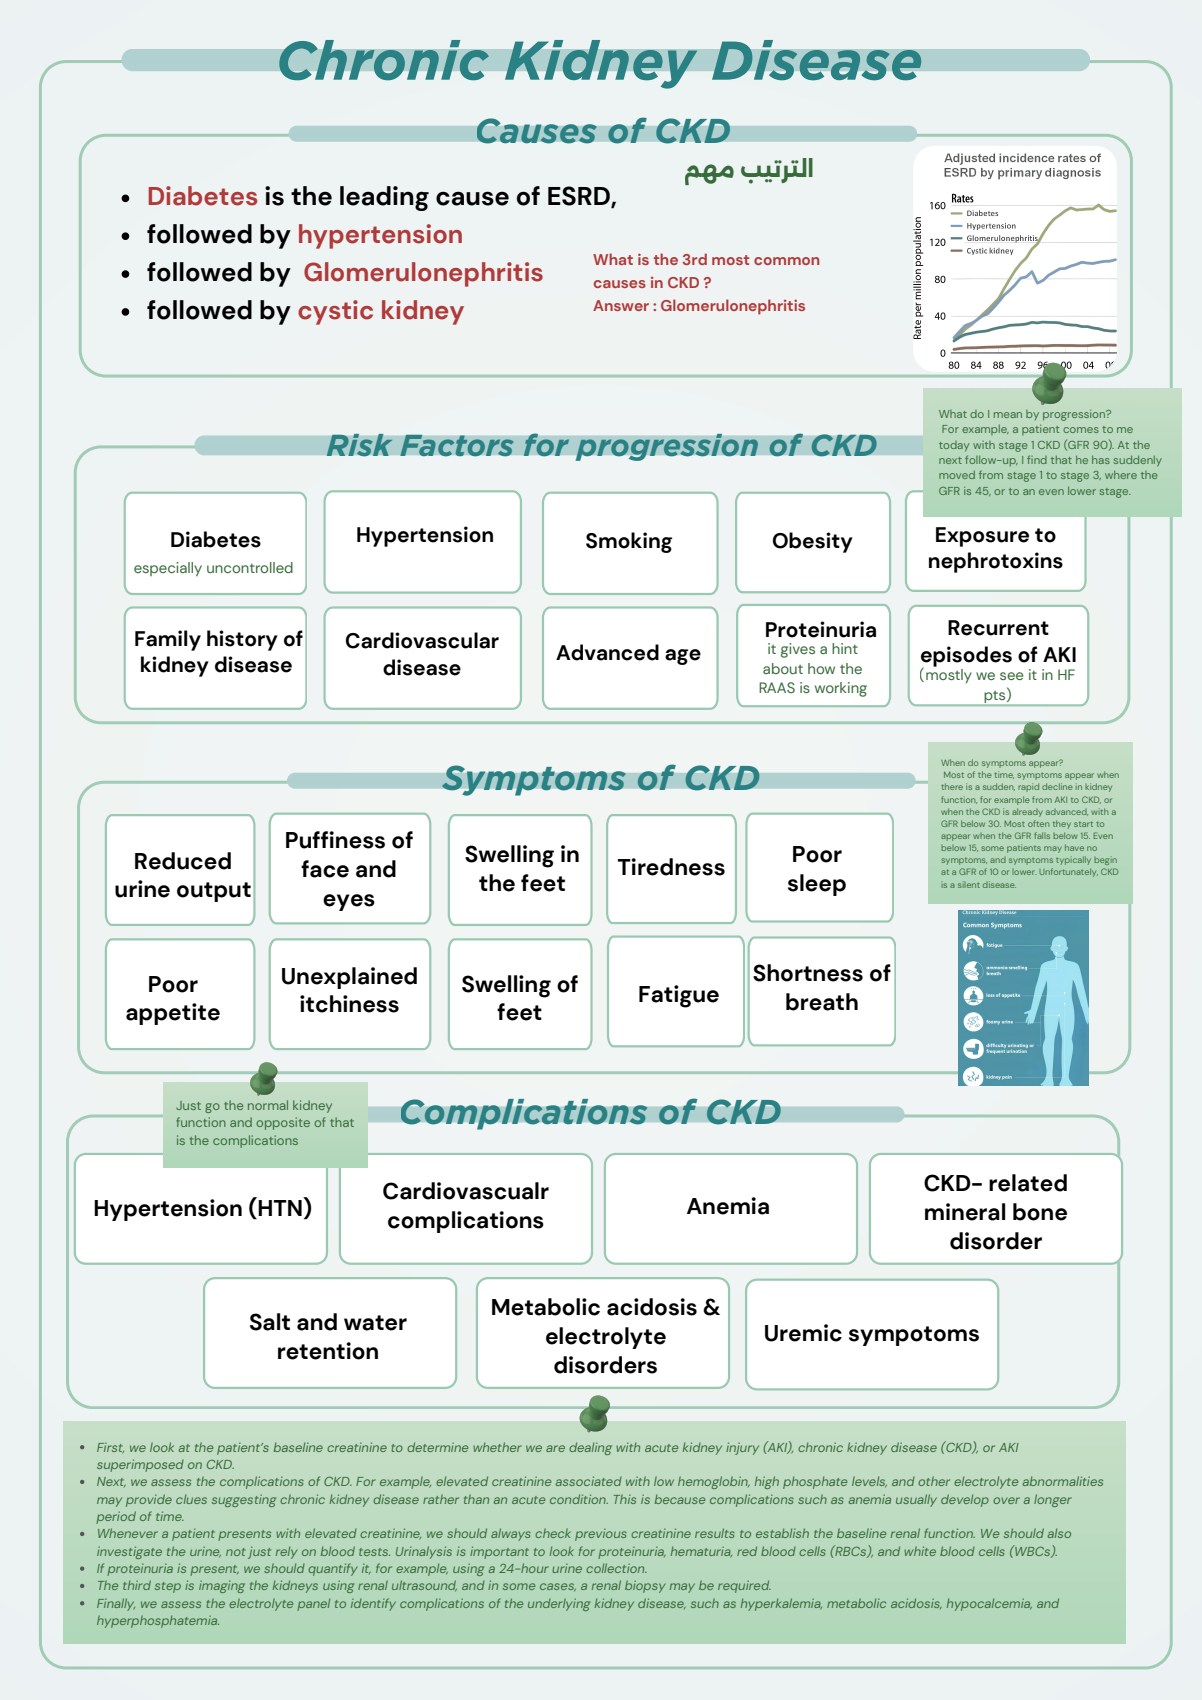 Chronic Kidney Disease
Causes of CKD
الترتيب مهم
• Diabetes is the leading cause of ESRD,
• followed by hypertension
• followed by Glomerulonephritis
• followed by cystic kidney
What is the 3rd most common
causes in CKD ?
Answer : Glomerulonephritis
Adjusted incidence rates of
ESRD by primary diagnosis
Rates
Diabetes
Hypertension
Glomerulonephritis
Cystic kidney
Rate per million population
160
120
80
40
0
80 84 88 92 96 00 04
What do I mean by progression?
For example, a patient comes to me
today with stage 1 CKD (GFR 90). At the
next follow-up, I find that he has suddenly
moved from stage 1 to stage 3, where the
GFR is 45, or to an even lower stage.
Risk Factors for progression of CKD
Diabetes
especially uncontrolled
Hypertension
Smoking
Obesity
Exposure to
nephrotoxins
Family history of
kidney disease
Cardiovascular
disease
Advanced age
Proteinuria
it gives a hint
about how the
RAAS is working
Recurrent
episodes of AKI
(mostly we see it in HF
pts)
Symptoms of CKD
When do symptoms appear?
Most of the time, symptoms appear when
there is a sudden, rapid decline in kidney
function, for example from AKI to CKD, or
when the CKD is already advanced, with a
GFR below 30. Most often they start to
appear when the GFR falls below 15. Even
below 15, some patients may have no
symptoms, and symptoms typically begin
at a GFR of 10 or lower. Unfortunately, CKD
is a silent disease.
Reduced
urine output
Puffiness of
face and
eyes
Swelling in
the feet
Tiredness
Poor
sleep
Poor
appetite
Unexplained
itchiness
Swelling of
feet
Fatigue
Shortness of
breath
Chronic Kidney Disease
Common Symptoms
fatigue
ammonia-smelling
breath
loss of appetite
foamy urine
difficulty urinating or
frequent urination
kidney pain
Just go the normal kidney
function and opposite of that
is the complications
Complications of CKD
Hypertension (HTN)
Cardiovascualr
complications
Anemia
CKD- related
mineral bone
disorder
Salt and water
retention
Metabolic acidosis &
electrolyte
disorders
Uremic sympotoms
• First, we look at the patient's baseline creatinine to determine whether we are dealing with acute kidney injury (AKI), chronic kidney disease (CKD), or AKI
superimposed on CKD.
• Next, we assess the complications of CKD. For example, elevated creatinine associated with low hemoglobin, high phosphate levels, and other electrolyte abnormalities
may provide clues suggesting chronic kidney disease rather than an acute condition. This is because complications such as anemia usually develop over a longer
period of time.
• Whenever a patient presents with elevated creatinine, we should always check previous creatinine results to establish the baseline renal function. We should also
investigate the urine, not just rely on blood tests. Urinalysis is important to look for proteinuria, hematuria, red blood cells (RBCs), and white blood cells (WBCs).
• If proteinuria is present, we should quantify it, for example, using a 24-hour urine collection.
• The third step is imaging the kidneys using renal ultrasound, and in some cases, a renal biopsy may be required.
• Finally, we assess the electrolyte panel to identify complications of the underlying kidney disease, such as hyperkalemia, metabolic acidosis, hypocalcemia, and
hyperphosphatemia.